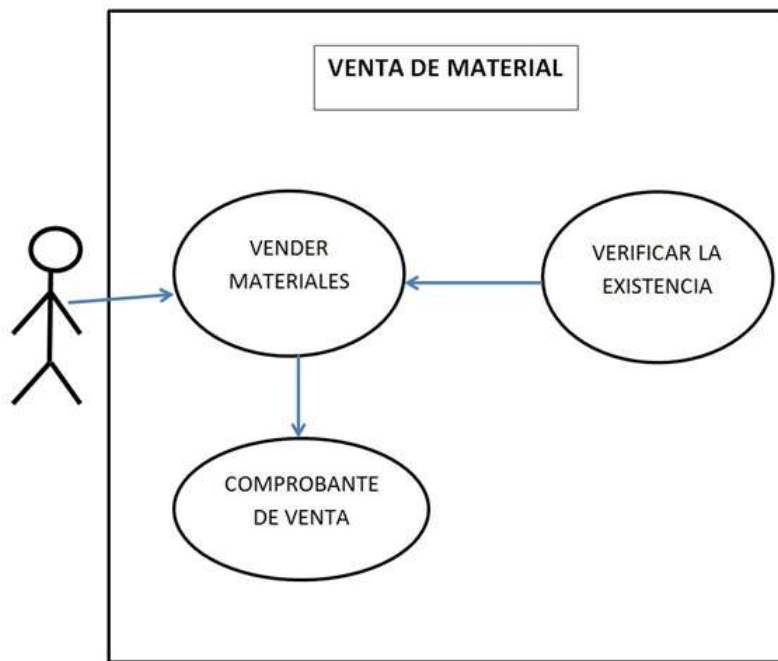 VENTA DE MATERIAL
VENDER
MATERIALES
VERIFICAR LA
EXISTENCIA
COMPROBANTE
DE VENTA